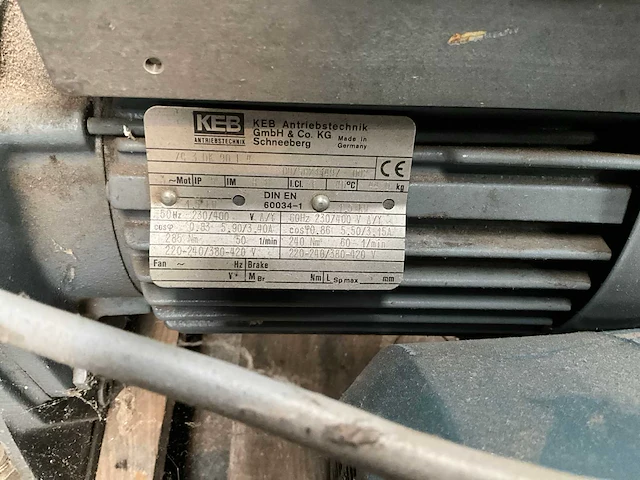 KEB
ANTRIEBSTECHNIK
KEB Antriebstechnik
GmbH & Co. KG
Schneeberg
Made in
Germany
CE
~Mot IP IM I.Cl. °C kg
DIN EN
60034-1
50Hz 230/400 V Δ/Y 60Hz 230/400 V Δ/Y
cosφ 0.83 5.90/3.40A cosφ 0.86 5.50/3.15A
285 Nm 50 1/min 240 Nm 60 1/min
220-240/380-420 V 220-240/380-420 V
Fan ~ Hz Brake
V~ M Br Nm L Sp max mm